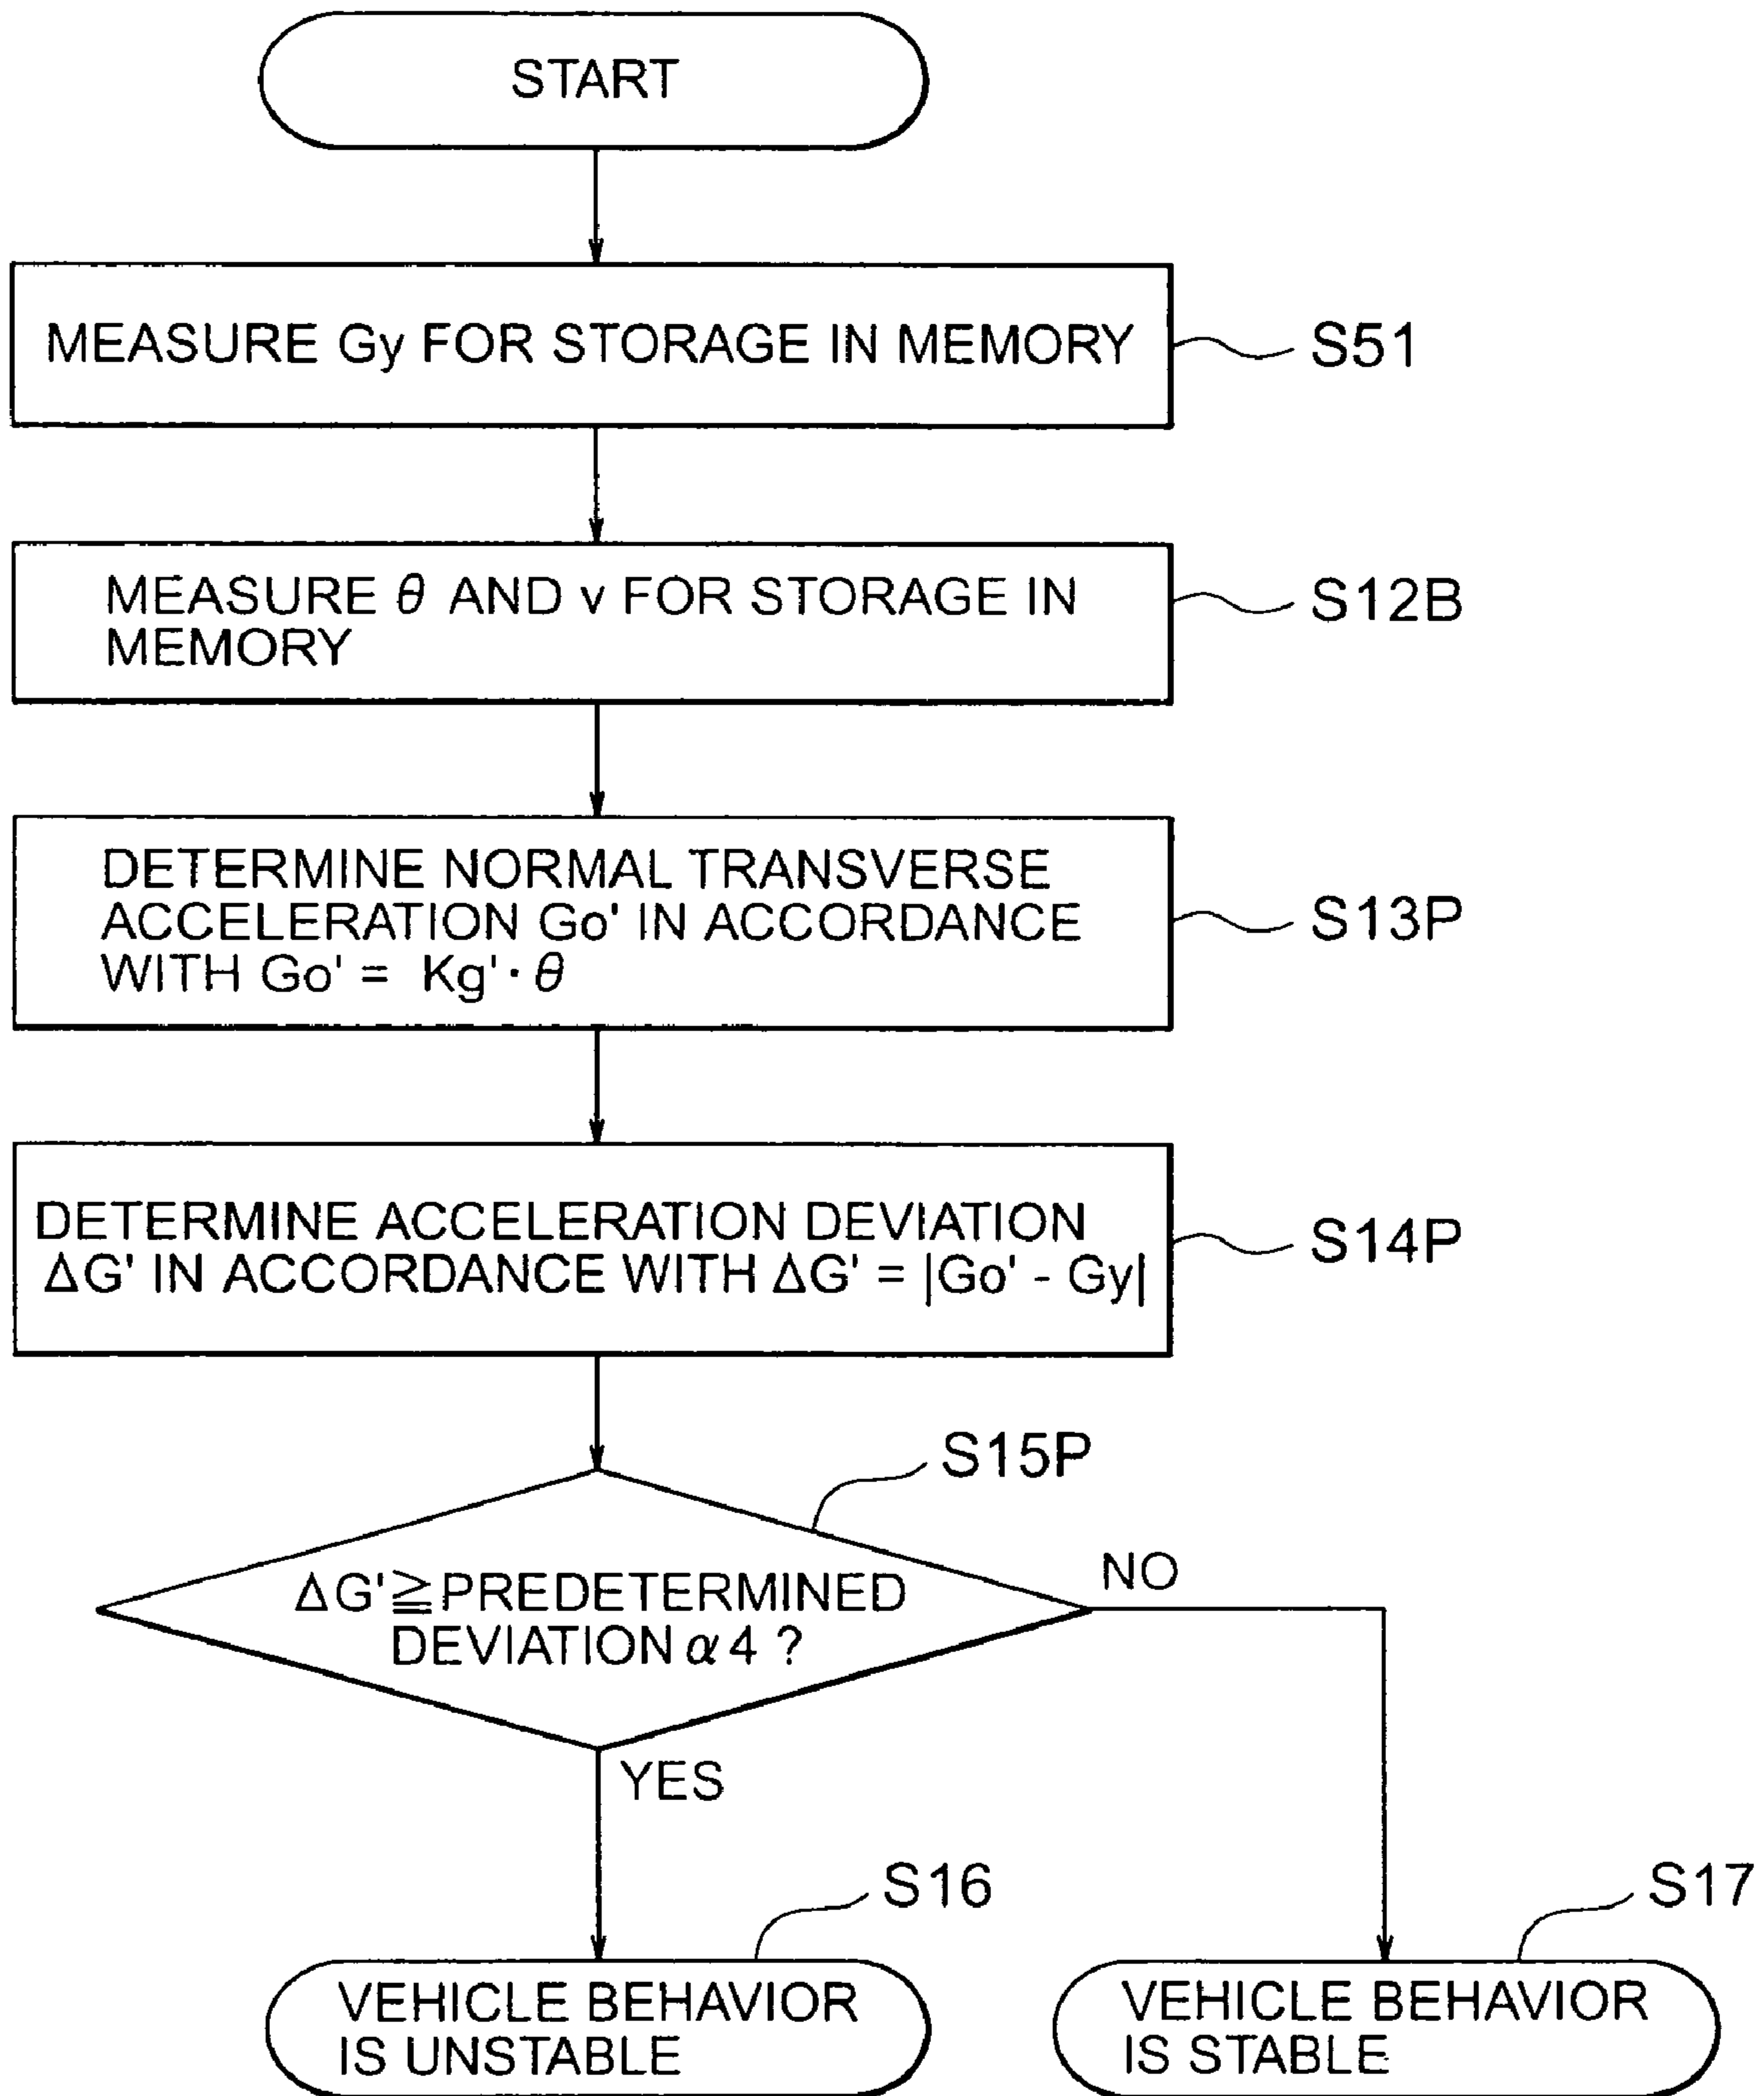 START
MEASURE Gy FOR STORAGE IN MEMORY
S51
MEASURE θ AND v FOR STORAGE IN
MEMORY
S12B
DETERMINE NORMAL TRANSVERSE
ACCELERATION Go' IN ACCORDANCE
WITH Go' = Kg'·θ
S13P
DETERMINE ACCELERATION DEVIATION
ΔG' IN ACCORDANCE WITH ΔG' = |Go' - Gy|
S14P
S15P
ΔG'≧PREDETERMINED
DEVIATION α4 ?
NO
YES
S16
S17
VEHICLE BEHAVIOR
IS UNSTABLE
VEHICLE BEHAVIOR
IS STABLE